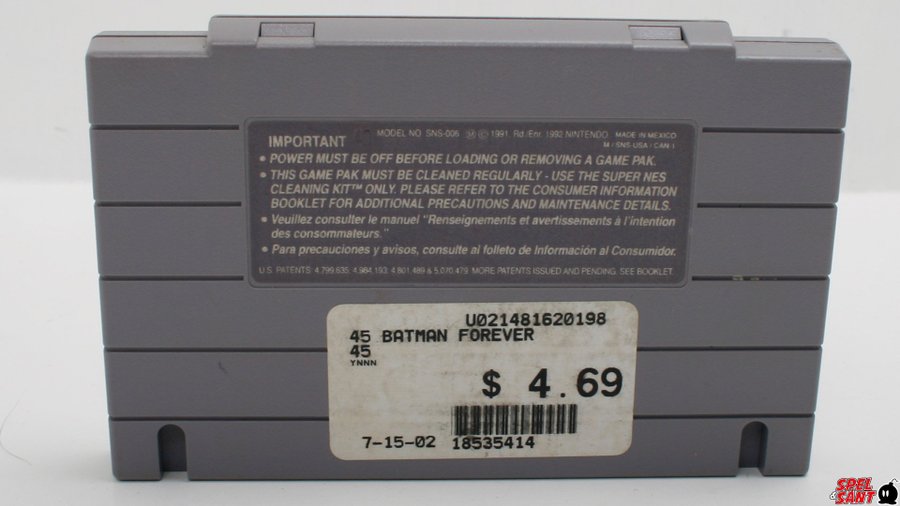 IMPORTANT
MODEL NO. SNS-006 Ⓜ © 1991, Rd./Enr. 1992 NINTENDO. MADE IN MEXICO
M / SNS-USA / CAN-1
• POWER MUST BE OFF BEFORE LOADING OR REMOVING A GAME PAK.
• THIS GAME PAK MUST BE CLEANED REGULARLY - USE THE SUPER NES
CLEANING KIT™ ONLY. PLEASE REFER TO THE CONSUMER INFORMATION
BOOKLET FOR ADDITIONAL PRECAUTIONS AND MAINTENANCE DETAILS.
• Veuillez consulter le manuel "Renseignements et avertissements à l'intention
des consommateurs."
• Para precauciones y avisos, consulte al folleto de Información al Consumidor.
U.S. PATENTS: 4,799,635; 4,984,193; 4,801,489 & 5,070,479 MORE PATENTS ISSUED AND PENDING. SEE BOOKLET.
U021481620198
45 BATMAN FOREVER
45
YNNN
$ 4.69
7-15-02 18535414
SPEL
SANT